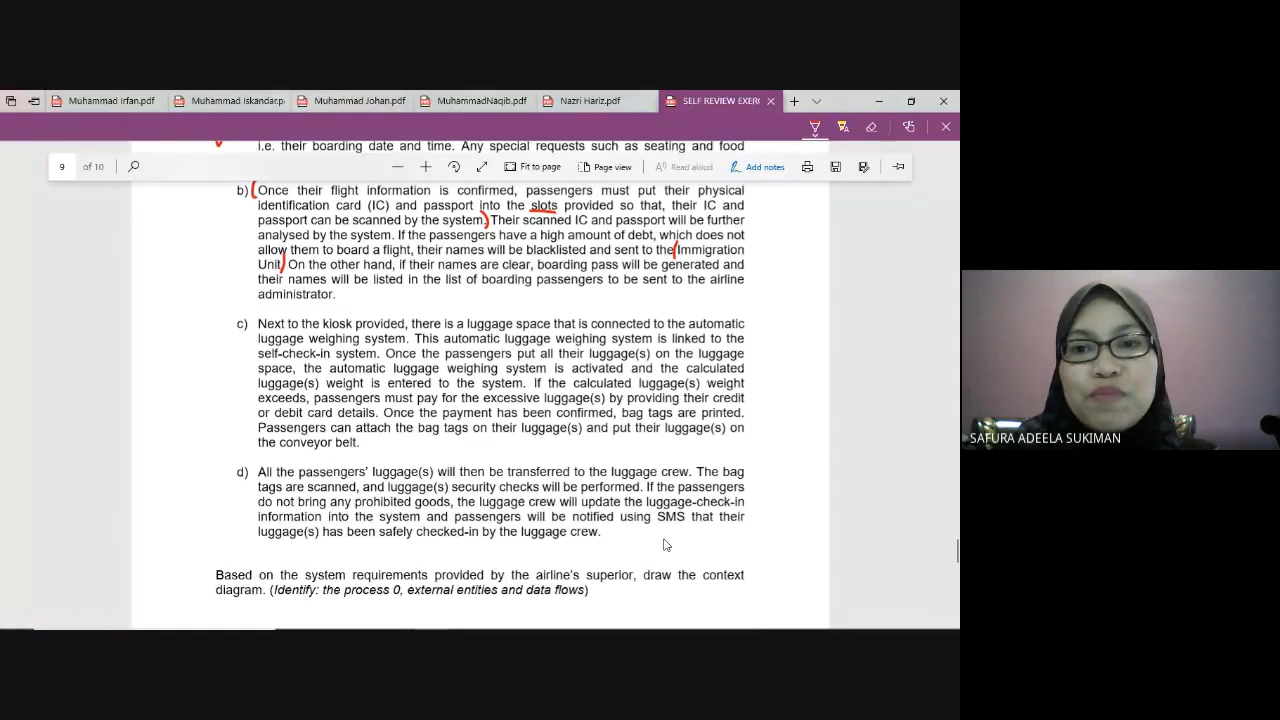 Muhammad Irfan.pdf
Muhammad Iskandar.p
Muhammad Johan.pdf
MuhammadNaqib.pdf
Nazri Hariz.pdf
SELF REVIEW EXER
i.e. their boarding date and time. Any special requests such as seating and food
9 of 10
Fit to page
Page view
Read aloud
Add notes
b) Once their flight information is confirmed, passengers must put their physical
identification card (IC) and passport into the slots provided so that, their IC and
passport can be scanned by the system. Their scanned IC and passport will be further
analysed by the system. If the passengers have a high amount of debt, which does not
allow them to board a flight, their names will be blacklisted and sent to the Immigration
Unit. On the other hand, if their names are clear, boarding pass will be generated and
their names will be listed in the list of boarding passengers to be sent to the airline
administrator.
c) Next to the kiosk provided, there is a luggage space that is connected to the automatic
luggage weighing system. This automatic luggage weighing system is linked to the
self-check-in system. Once the passengers put all their luggage(s) on the luggage
space, the automatic luggage weighing system is activated and the calculated
luggage(s) weight is entered to the system. If the calculated luggage(s) weight
exceeds, passengers must pay for the excessive luggage(s) by providing their credit
or debit card details. Once the payment has been confirmed, bag tags are printed.
Passengers can attach the bag tags on their luggage(s) and put their luggage(s) on
the conveyor belt.
d) All the passengers' luggage(s) will then be transferred to the luggage crew. The bag
tags are scanned, and luggage(s) security checks will be performed. If the passengers
do not bring any prohibited goods, the luggage crew will update the luggage-check-in
information into the system and passengers will be notified using SMS that their
luggage(s) has been safely checked-in by the luggage crew.
Based on the system requirements provided by the airline's superior, draw the context
diagram. (Identify: the process 0, external entities and data flows)
SAFURA ADEELA SUKIMAN